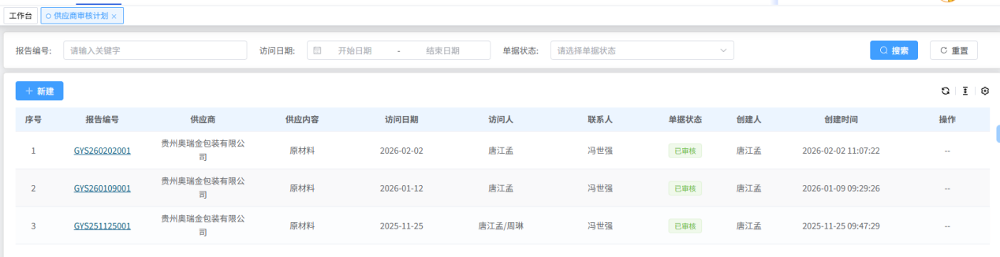 工作台 供应商审核计划 ×
报告编号: 请输入关键字 访问日期: 开始日期 - 结束日期 单据状态: 请选择单据状态 搜索 重置
+ 新建
序号 报告编号 供应商 供应内容 访问日期 访问人 联系人 单据状态 创建人 创建时间 操作
1 GYS260202001 贵州奥瑞金包装有限公司 原材料 2026-02-02 唐江孟 冯世强 已审核 唐江孟 2026-02-02 11:07:22 --
2 GYS260109001 贵州奥瑞金包装有限公司 原材料 2026-01-12 唐江孟 冯世强 已审核 唐江孟 2026-01-09 09:29:26 --
3 GYS251125001 贵州奥瑞金包装有限公司 原材料 2025-11-25 唐江孟/周琳 冯世强 已审核 唐江孟 2025-11-25 09:47:29 --